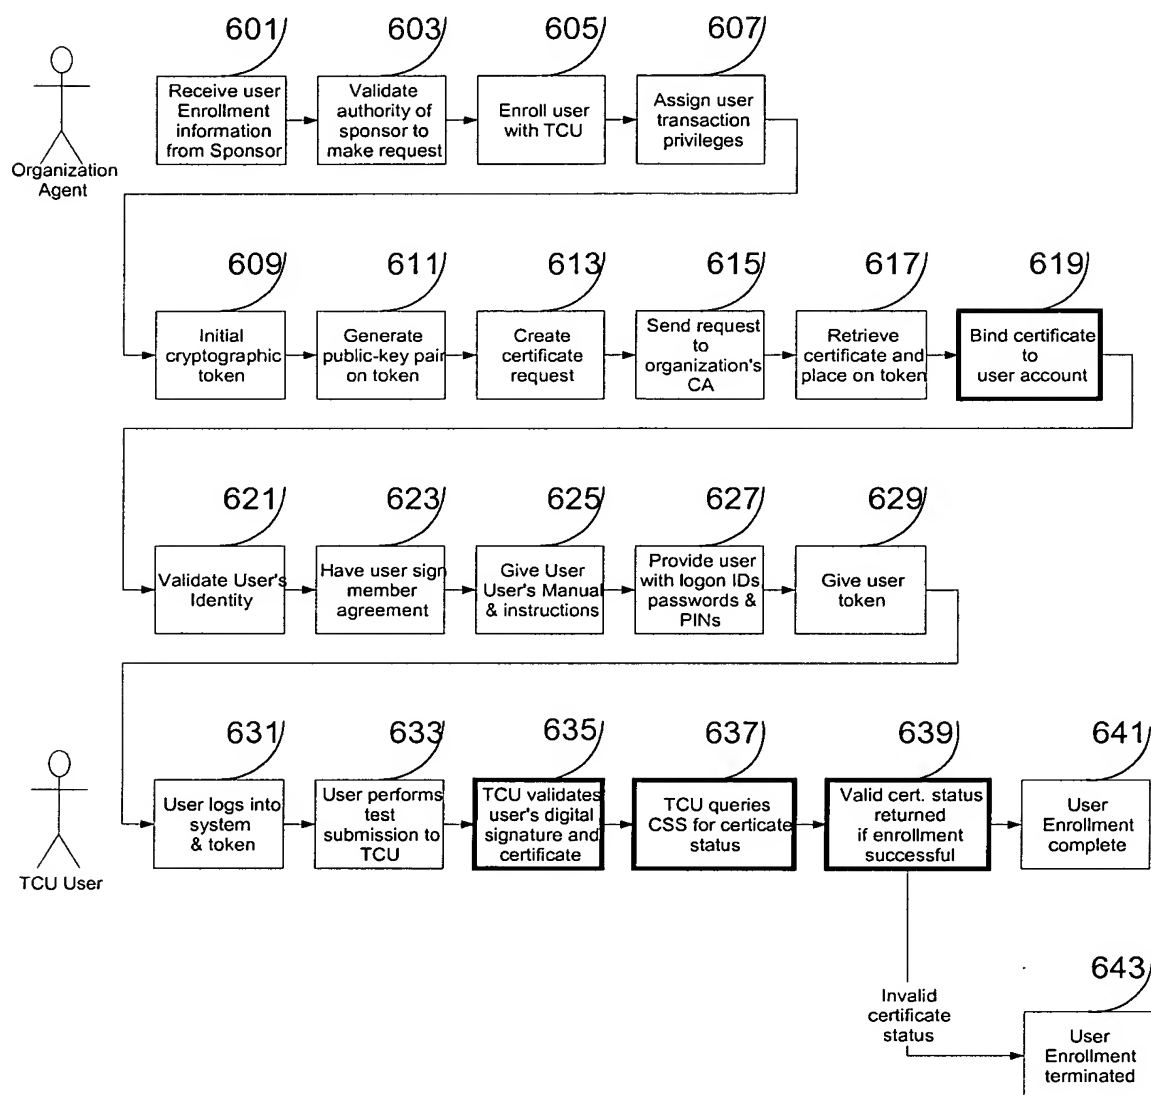 601
603
605
607
Receive user
Enrollment
information
from Sponsor
Validate
authority of
sponsor to
make request
Enroll user
with TCU
Assign user
transaction
privileges
Organization
Agent
609
611
613
615
617
619
Initial
cryptographic
token
Generate
public-key pair
on token
Create
certificate
request
Send request
to
organization's
CA
Retrieve
certificate and
place on token
Bind certificate
to
user account
621
623
625
627
629
Validate User's
Identity
Have user sign
member
agreement
Give User
User's Manual
& instructions
Provide user
with logon IDs
passwords &
PINs
Give user
token
631
633
635
637
639
641
User logs into
system
& token
User performs
test
submission to
TCU
TCU validates
user's digital
signature and
certificate
TCU queries
CSS for certicate
status
Valid cert. status
returned
if enrollment
successful
User
Enrollment
complete
TCU User
643
Invalid
certificate
status
User
Enrollment
terminated